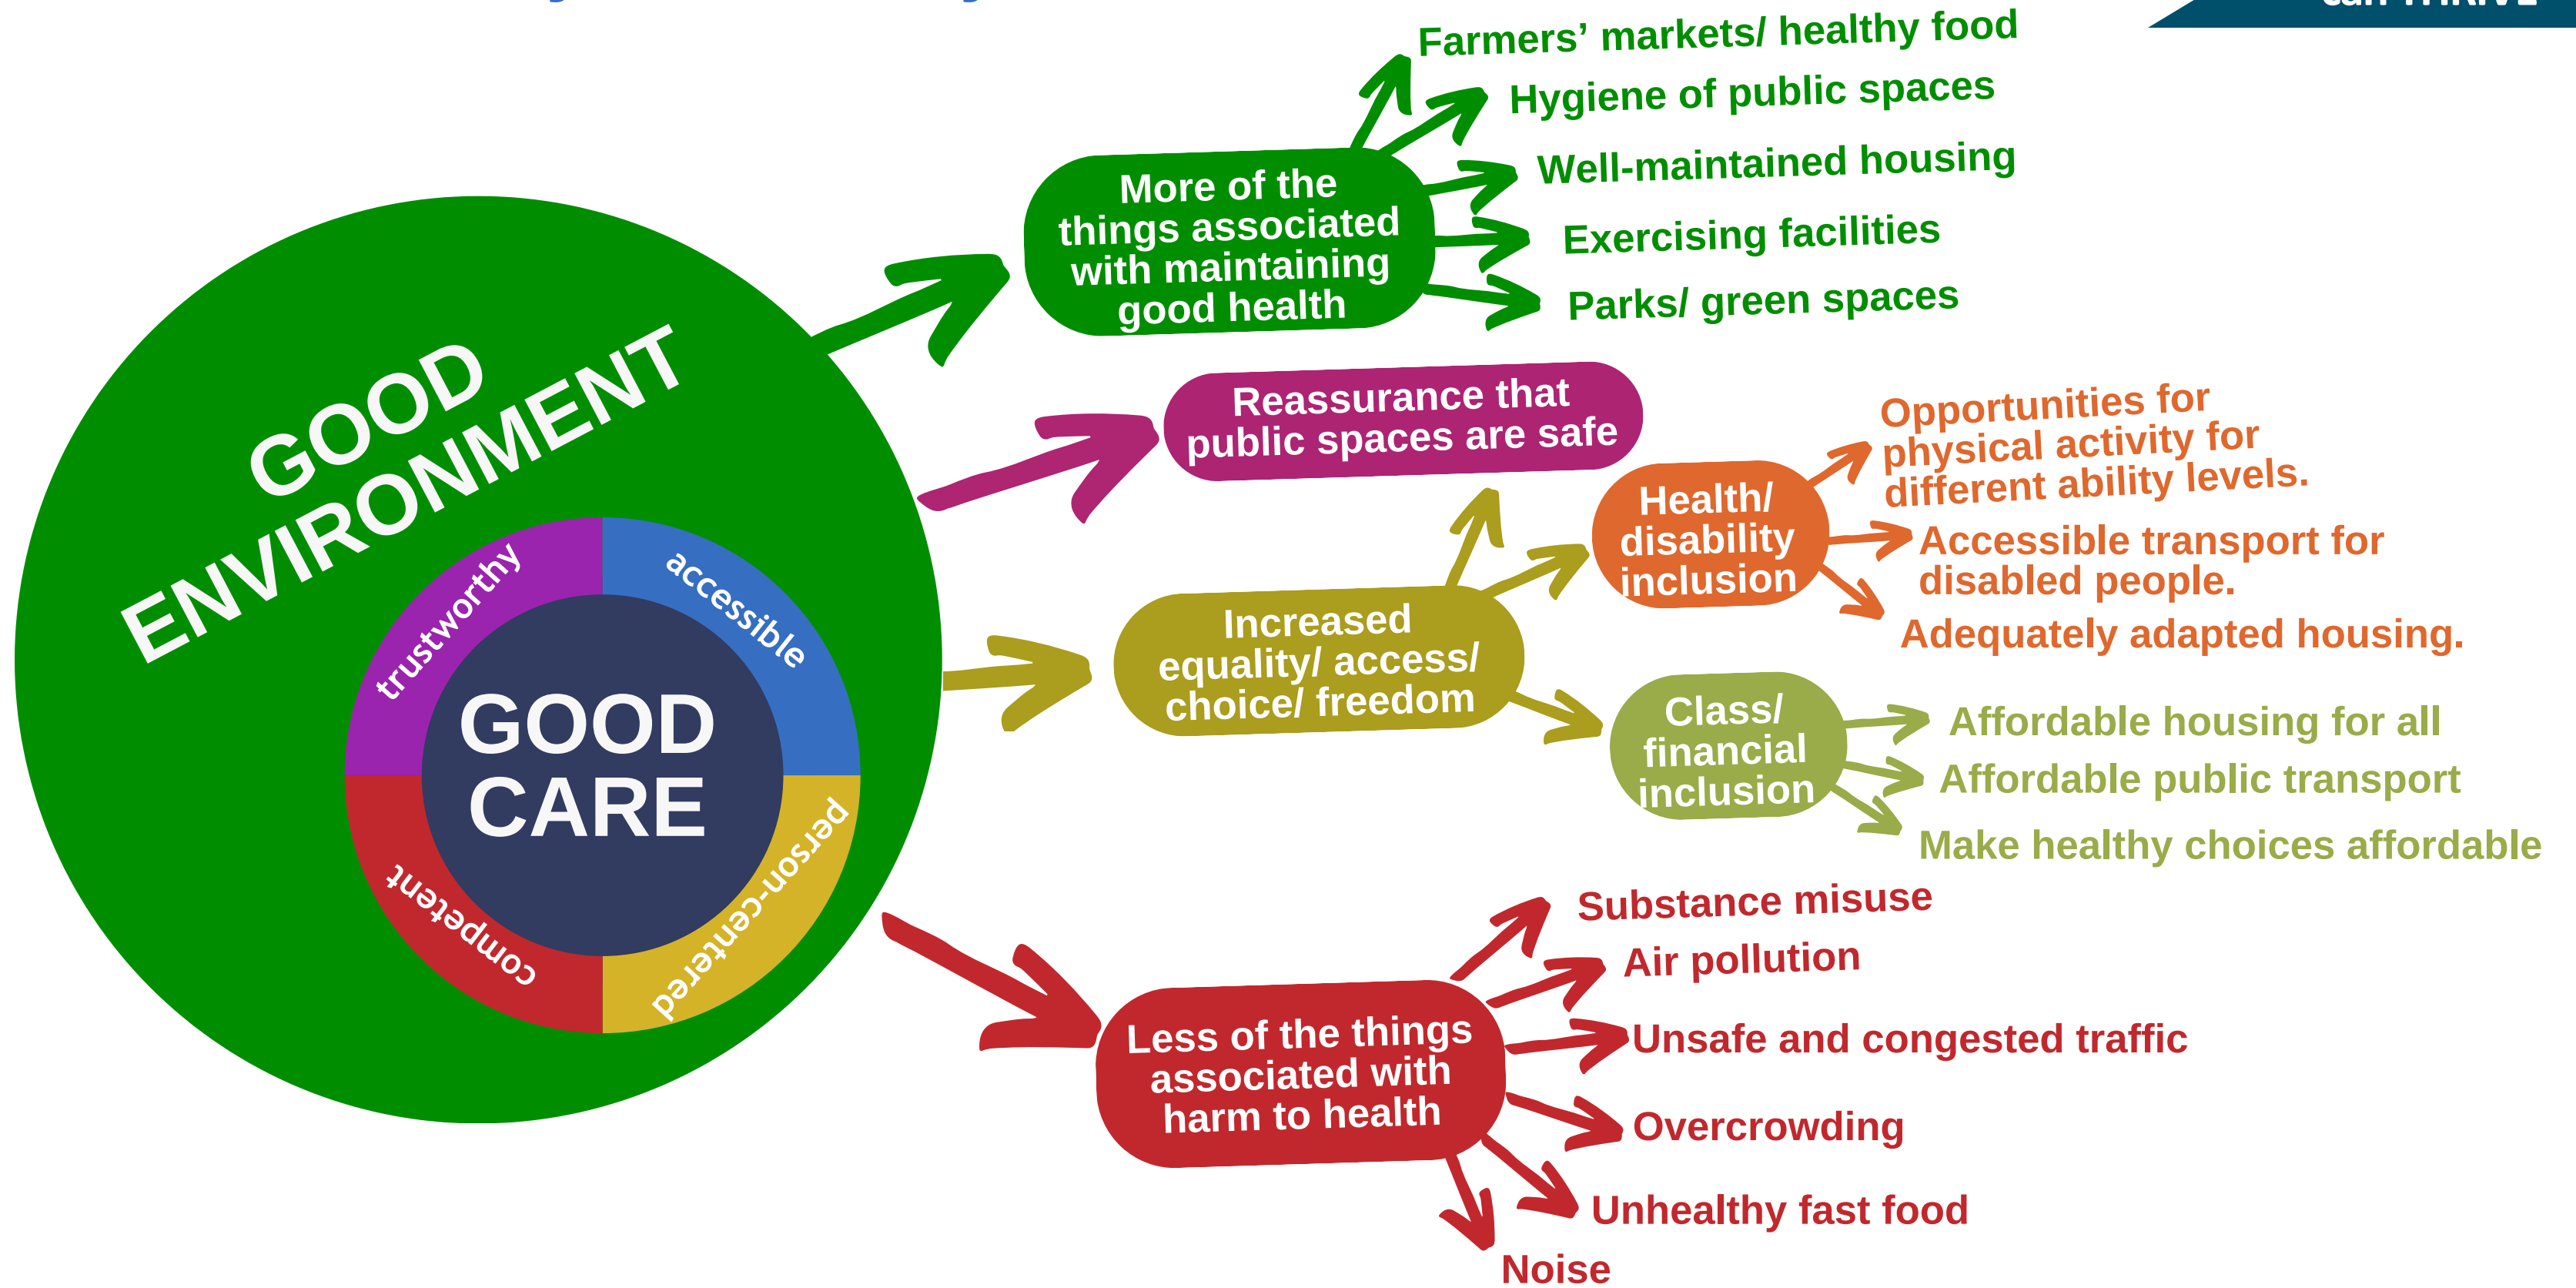 Farmers’ markets/ healthy food
Hygiene of public spaces
Well-maintained housing
Exercising facilities
Parks/ green spaces
More of the
things associated
with maintaining
good health
GOOD
ENVIRONMENT
trustworthy
accessible
GOOD
CARE
competent
person-centered
Reassurance that
public spaces are safe
Increased
equality/ access/
choice/ freedom
Health/
disability
inclusion
Opportunities for
physical activity for
different ability levels.
Accessible transport for
disabled people.
Adequately adapted housing.
Class/
financial
inclusion
Affordable housing for all
Affordable public transport
Make healthy choices affordable
Less of the things
associated with
harm to health
Substance misuse
Air pollution
Unsafe and congested traffic
Overcrowding
Unhealthy fast food
Noise